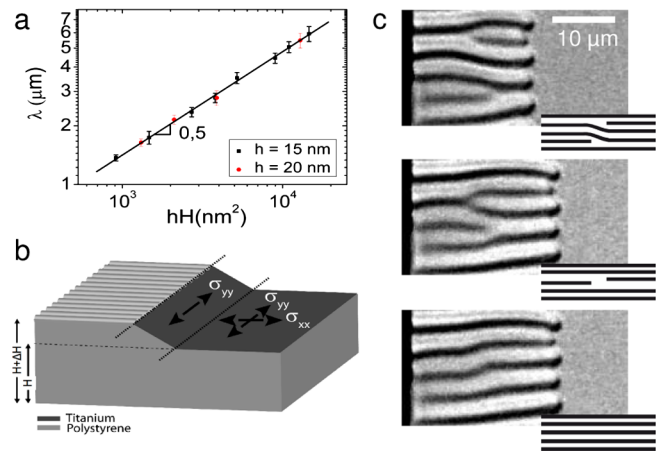 a
λ (μm)
7
6
5
4
3
2
1
0,5
h = 15 nm
h = 20 nm
10³
10⁴
hH(nm²)
b
σyy
σyy
σxx
H+ΔH
H
Titanium
Polystyrene
c
10 μm